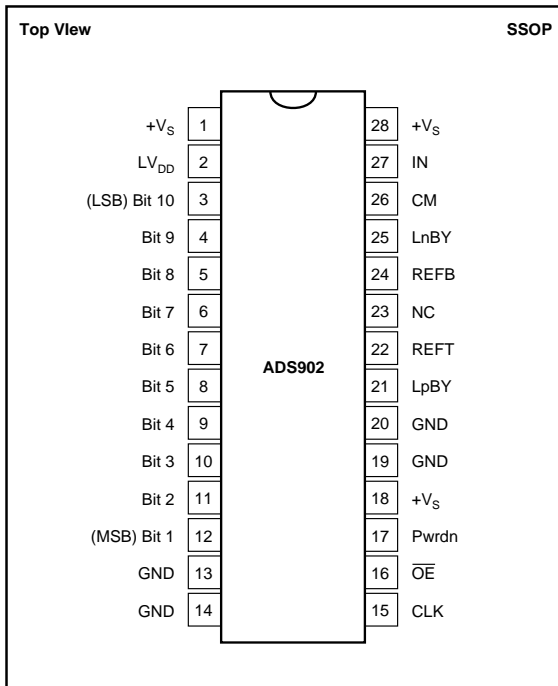 Top VIew SSOP
+VS 1 28 +VS
LVDD 2 27 IN
(LSB) Bit 10 3 26 CM
Bit 9 4 25 LnBY
Bit 8 5 24 REFB
Bit 7 6 23 NC
Bit 6 7 22 REFT
ADS902
Bit 5 8 21 LpBY
Bit 4 9 20 GND
Bit 3 10 19 GND
Bit 2 11 18 +VS
(MSB) Bit 1 12 17 Pwrdn
GND 13 16 O̅E̅
GND 14 15 CLK